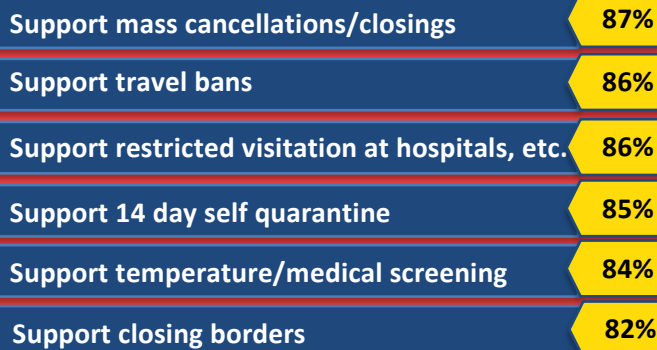 Support mass cancellations/closings 87%
Support travel bans 86%
Support restricted visitation at hospitals, etc. 86%
Support 14 day self quarantine 85%
Support temperature/medical screening 84%
Support closing borders 82%